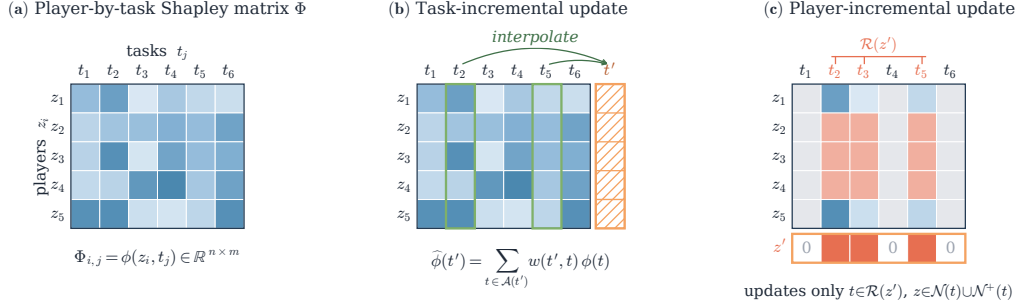 (a) Player-by-task Shapley matrix Φ
tasks t_j
t_1 t_2 t_3 t_4 t_5 t_6
players z_i
z_1
z_2
z_3
z_4
z_5
Φ_{i,j} = ϕ(z_i, t_j) ∈ ℝ^{n×m}
(b) Task-incremental update
interpolate
t_1 t_2 t_3 t_4 t_5 t_6 t′
z_1
z_2
z_3
z_4
z_5
ϕ̂(t′) = ∑_{t∈𝒜(t′)} w(t′, t) ϕ(t)
(c) Player-incremental update
ℛ(z′)
t_1 t_2 t_3 t_4 t_5 t_6
z_1
z_2
z_3
z_4
z_5
z′ 0 0 0
updates only t∈ℛ(z′), z∈𝒩(t)∪𝒩⁺(t)